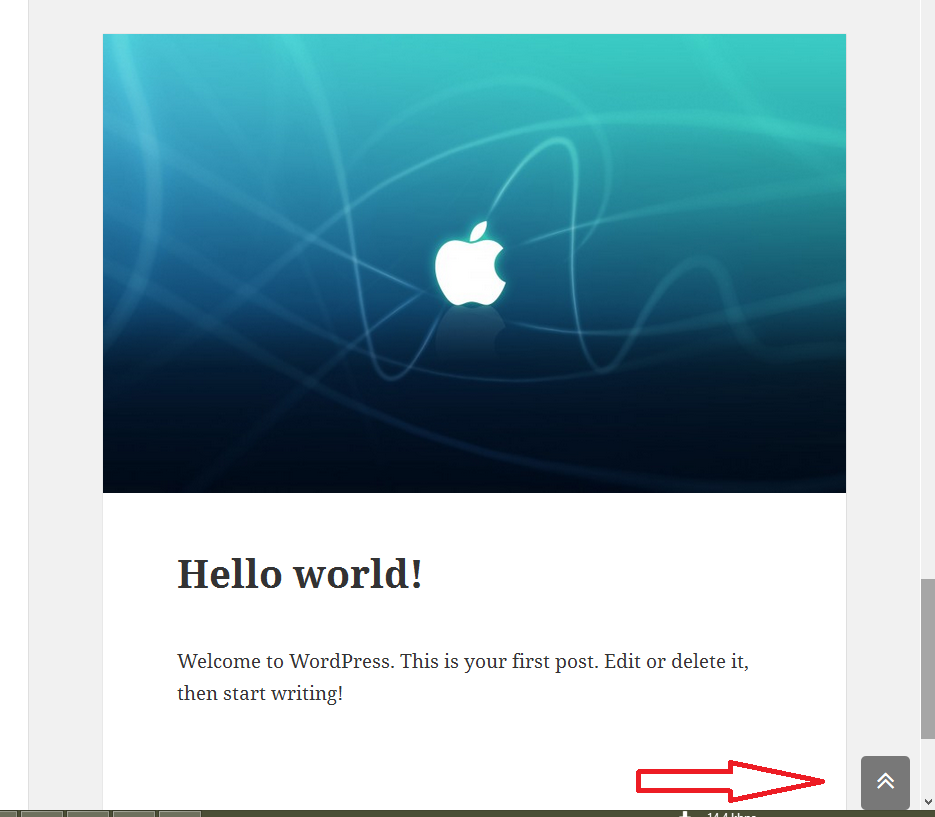 Hello world!
Welcome to WordPress. This is your first post. Edit or delete it,
then start writing!